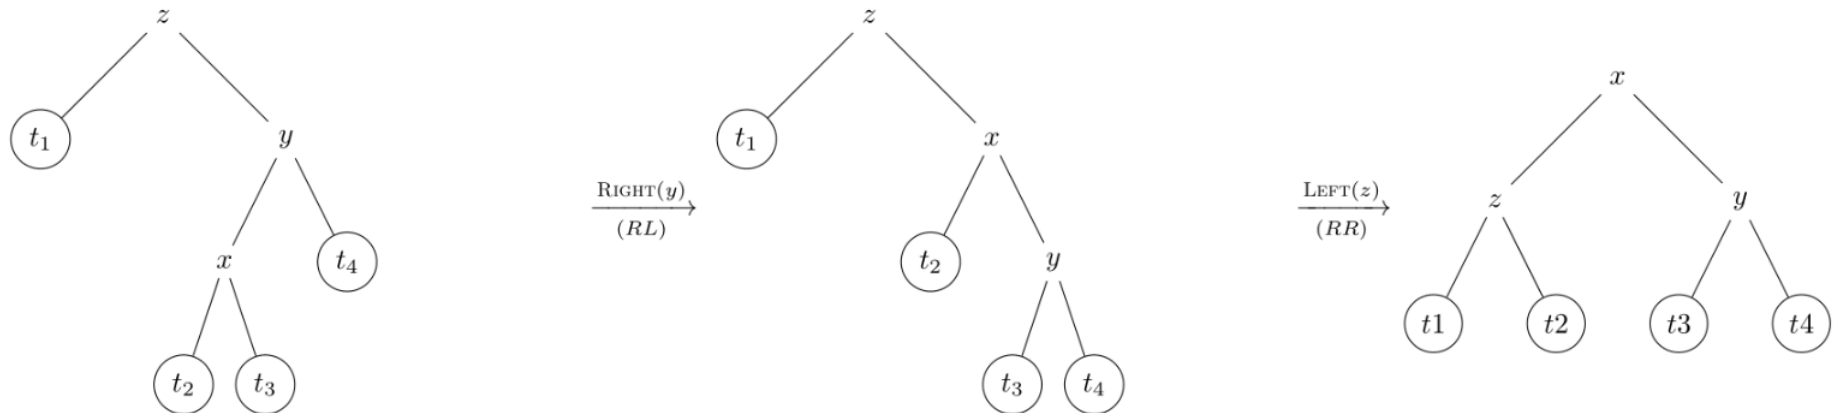 z z
x
t₁ y t₁ x
RIGHT(y) LEFT(z)
z y
(RL) (RR)
x t₄ t₂ y
t1 t2 t3 t4
t₂ t₃ t₃ t₄